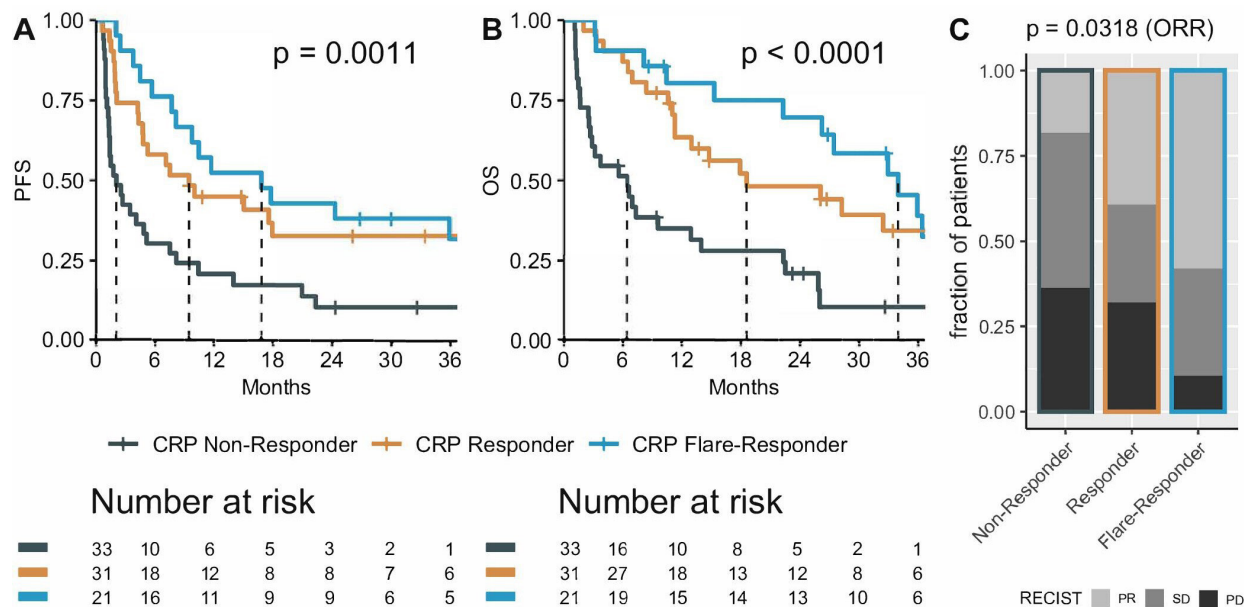 A
p = 0.0011
PFS
1.00
0.75
0.50
0.25
0.00
0 6 12 18 24 30 36
Months
B
p < 0.0001
OS
1.00
0.75
0.50
0.25
0.00
0 6 12 18 24 30 36
Months
CRP Non-Responder CRP Responder CRP Flare-Responder
Number at risk
33 10 6 5 3 2 1
31 18 12 8 8 7 6
21 16 11 9 9 6 5
Number at risk
33 16 10 8 5 2 1
31 27 18 13 12 8 6
21 19 15 14 13 10 6
C
p = 0.0318 (ORR)
fraction of patients
1.00
0.75
0.50
0.25
0.00
Non-Responder
Responder
Flare-Responder
RECIST PR SD PD